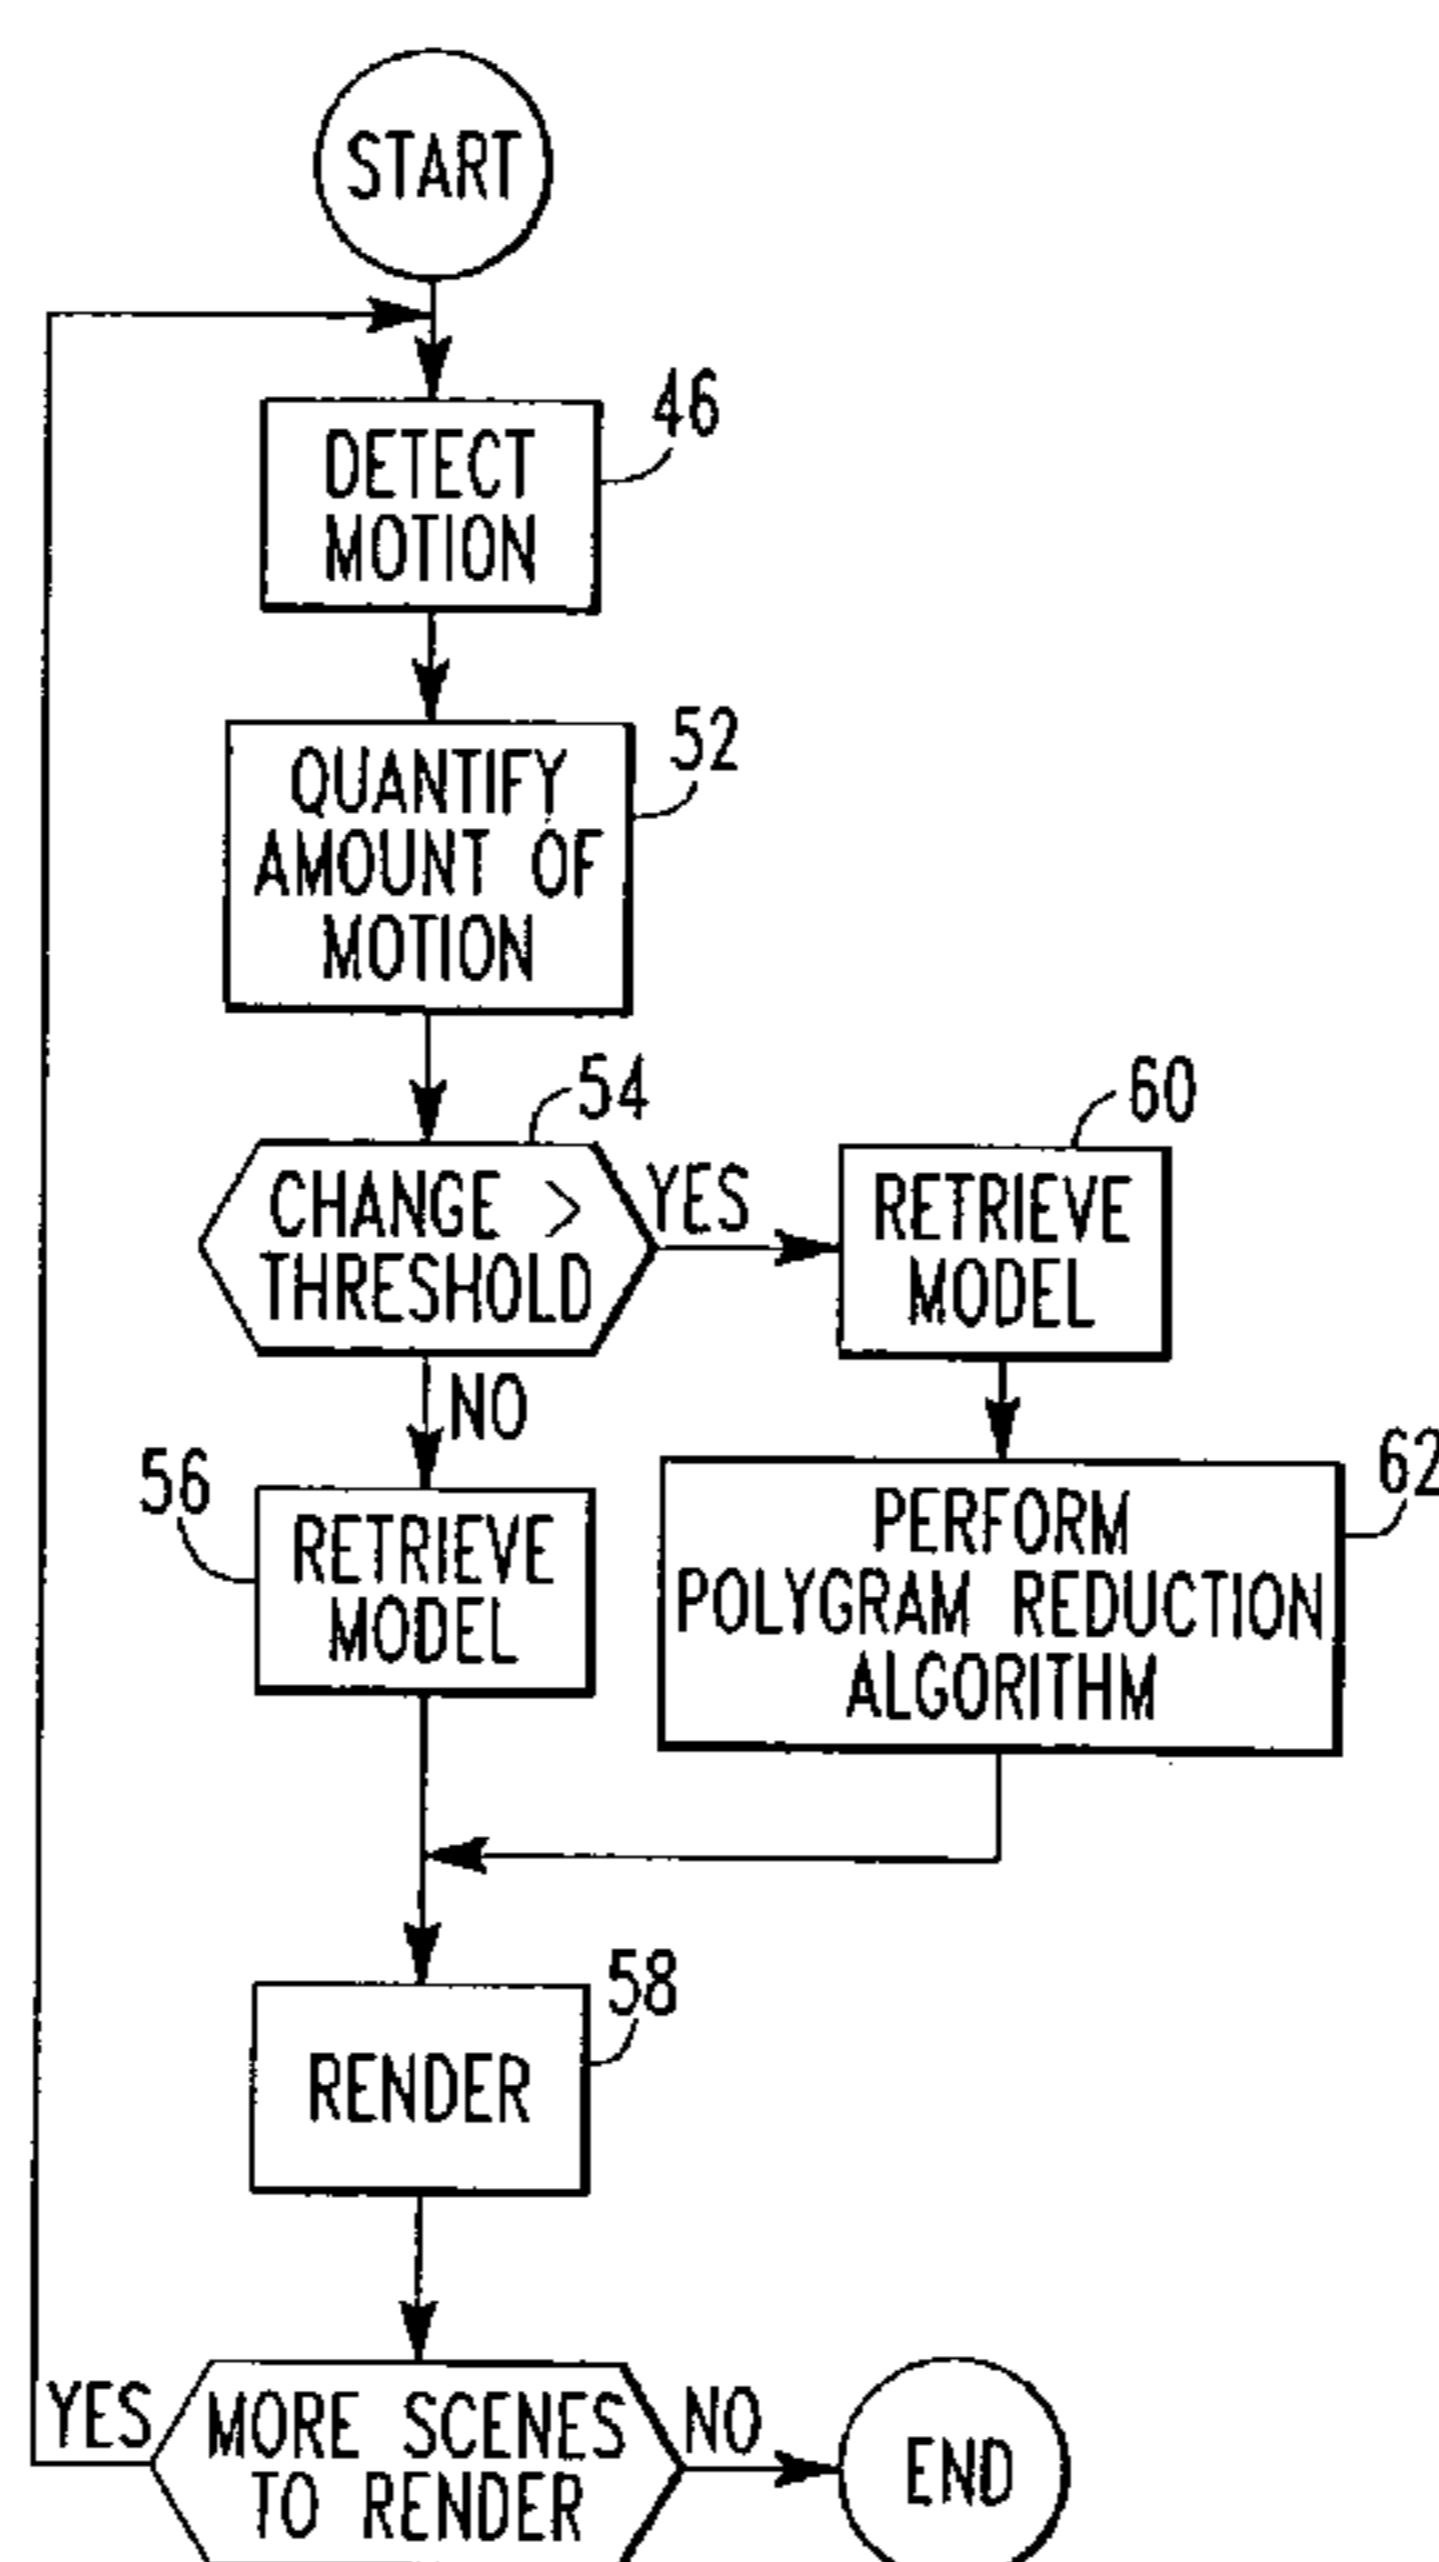 START
46
DETECT
MOTION
52
QUANTIFY
AMOUNT OF
MOTION
54
CHANGE >
THRESHOLD
YES
60
RETRIEVE
MODEL
NO
56
RETRIEVE
MODEL
62
PERFORM
POLYGRAM REDUCTION
ALGORITHM
58
RENDER
YES
MORE SCENES
TO RENDER
NO
END